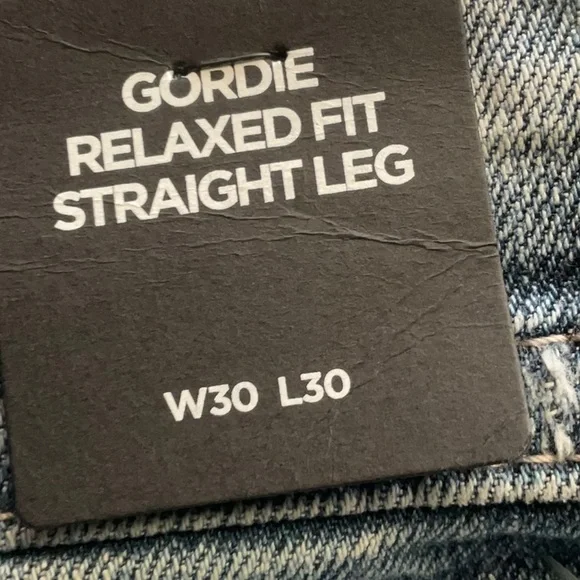 GORDIE
RELAXED FIT
STRAIGHT LEG
W30 L30